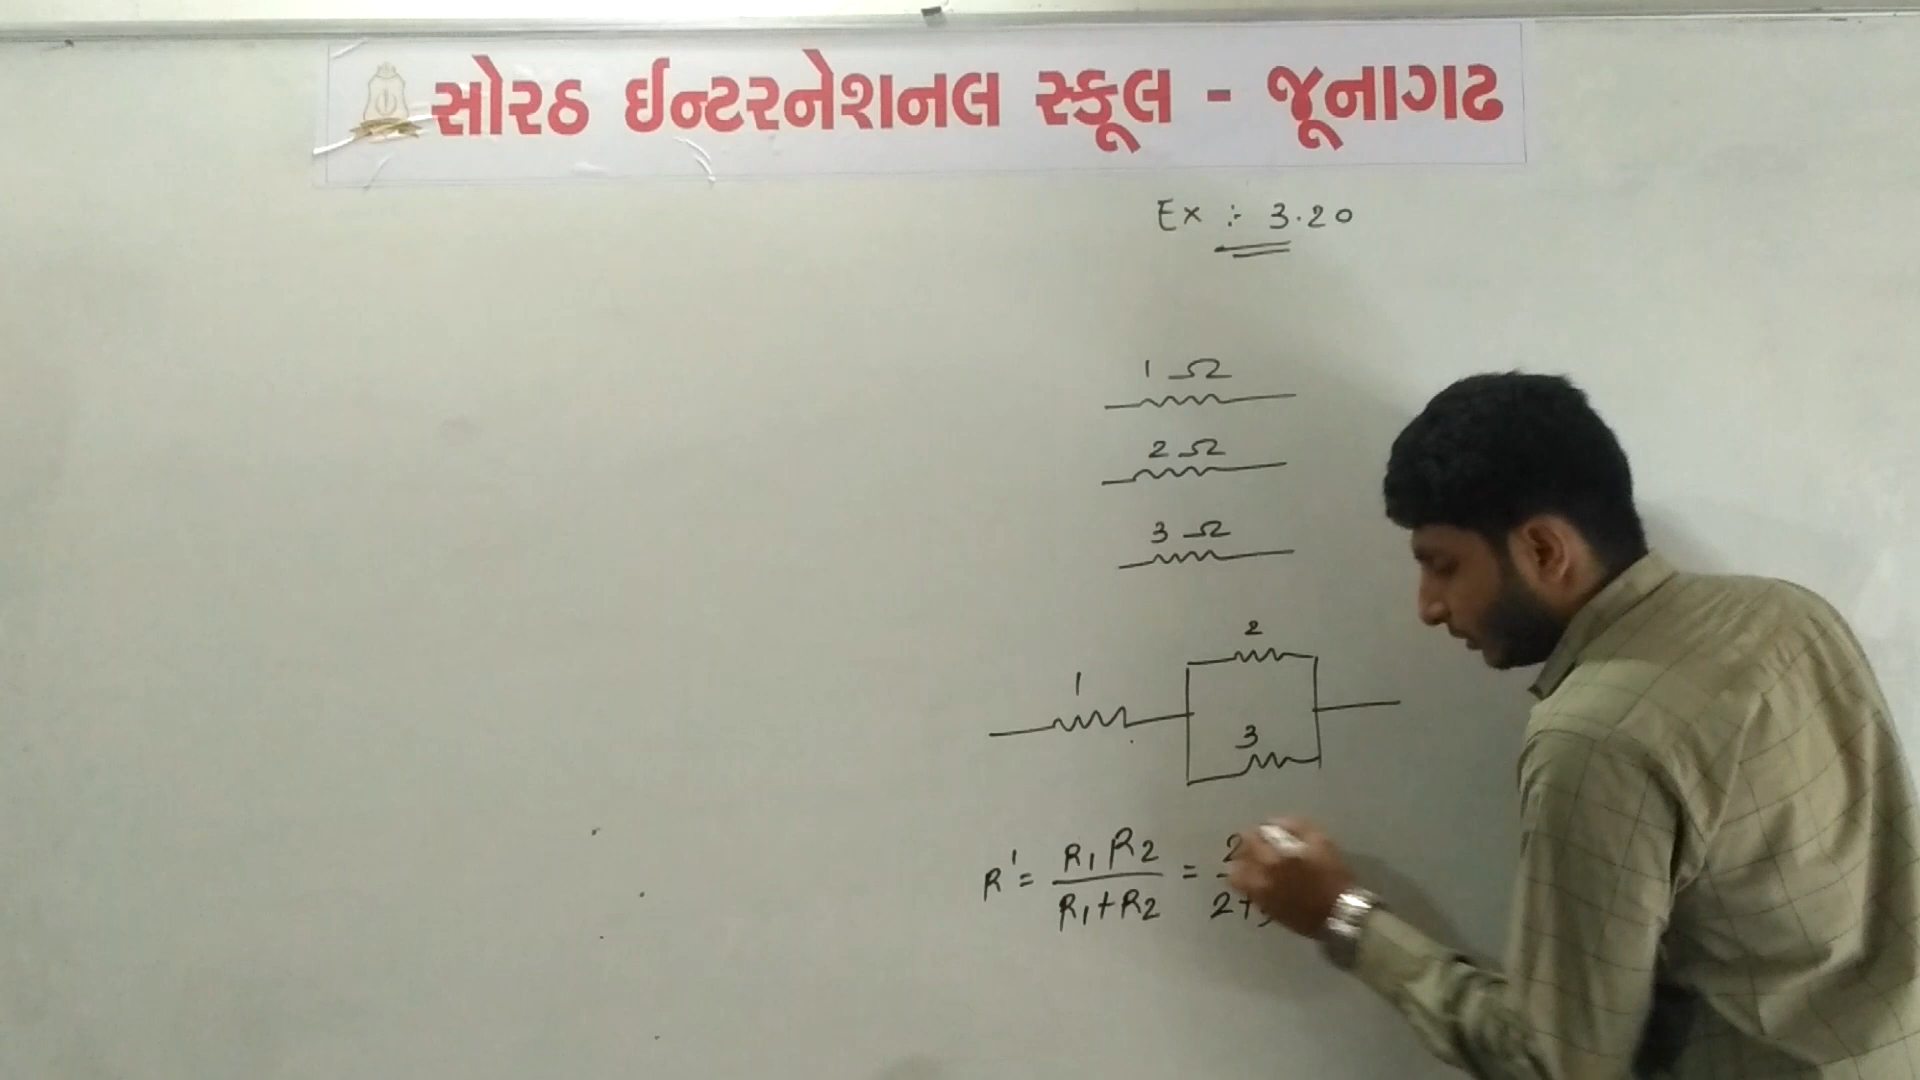 સોરઠ ઈન્ટરનેશનલ સ્કૂલ - જૂનાગઢ
Ex :- 3.20
1 Ω
2 Ω
3 Ω
2
1
3
R' = R1 R2 / R1 + R2 = 2 / 2+